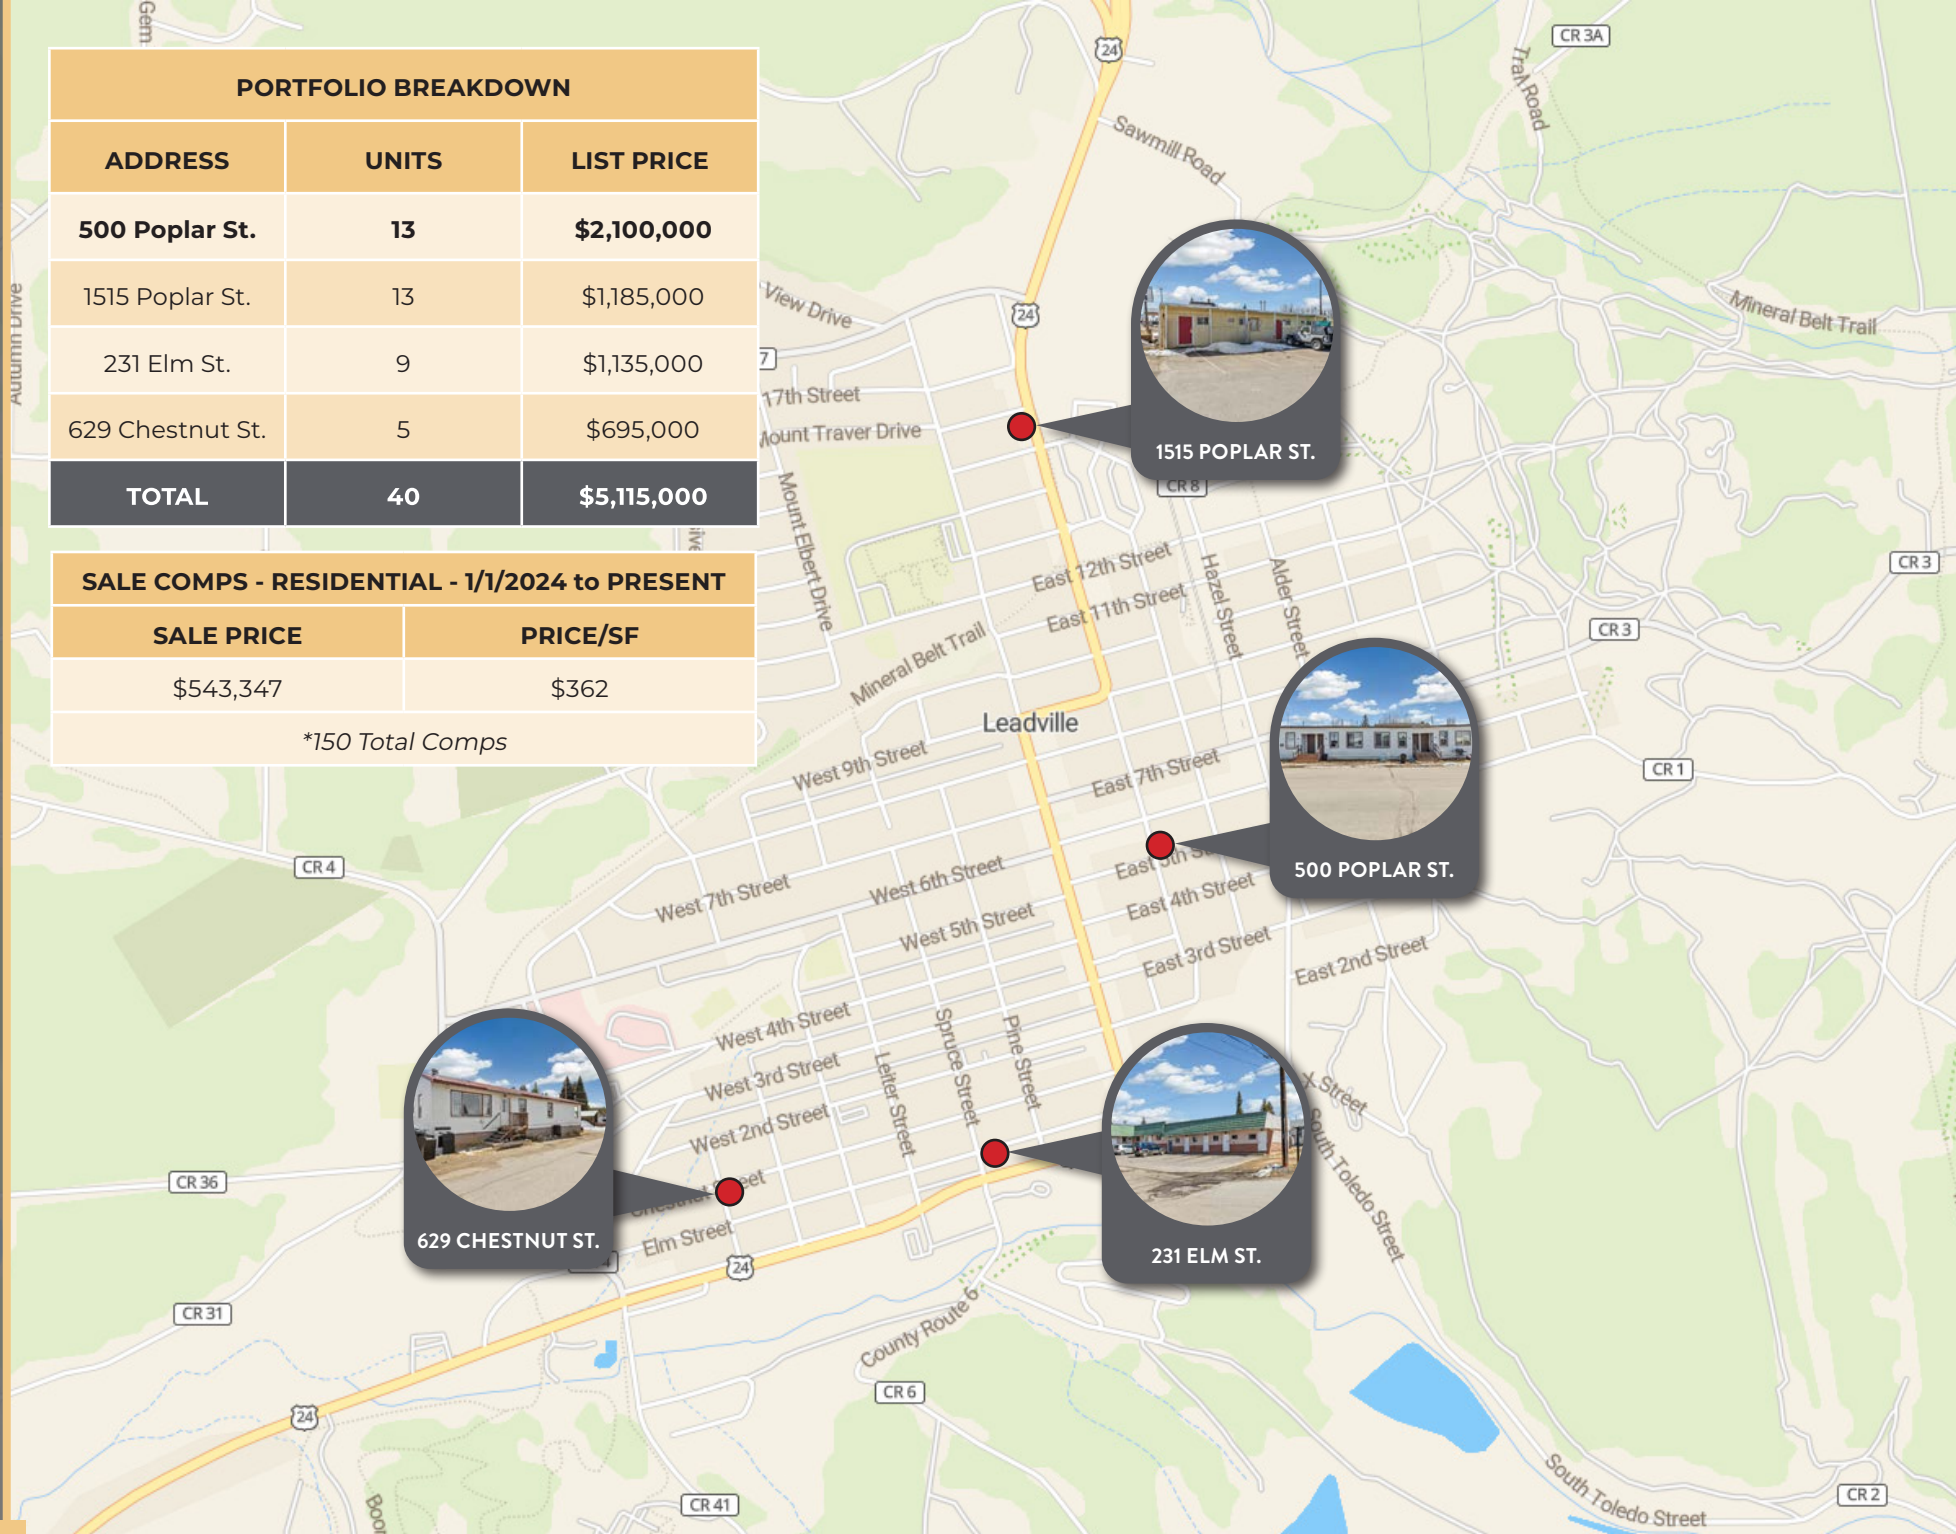 PORTFOLIO BREAKDOWN
ADDRESS UNITS LIST PRICE
500 Poplar St. 13 $2,100,000
1515 Poplar St. 13 $1,185,000
231 Elm St. 9 $1,135,000
629 Chestnut St. 5 $695,000
TOTAL 40 $5,115,000
SALE COMPS - RESIDENTIAL - 1/1/2024 to PRESENT
SALE PRICE PRICE/SF
$543,347 $362
*150 Total Comps
Gem
24
CR 3A
Trail Road
Sawmill Road
Autumn Drive
View Drive
24
Mineral Belt Trail
7
17th Street
Mount Traver Drive
1515 POPLAR ST.
CR 8
Mount Elbert Drive
East 12th Street
East 11th Street
Hazel Street
Alder Street
CR 3
CR 3
Mineral Belt Trail
Leadville
West 9th Street
East 7th Street
CR 1
CR 4
500 POPLAR ST.
East 5th
West 7th Street
West 6th Street
East 4th Street
West 5th Street
East 3rd Street
East 2nd Street
West 4th Street
Spruce Street
Pine Street
Leiter Street
West 3rd Street
West 2nd Street
Street
South Toledo Street
CR 36
629 CHESTNUT ST.
Elm Street
231 ELM ST.
24
CR 31
County Route 6
CR 6
24
CR 41
South Toledo Street
CR 2